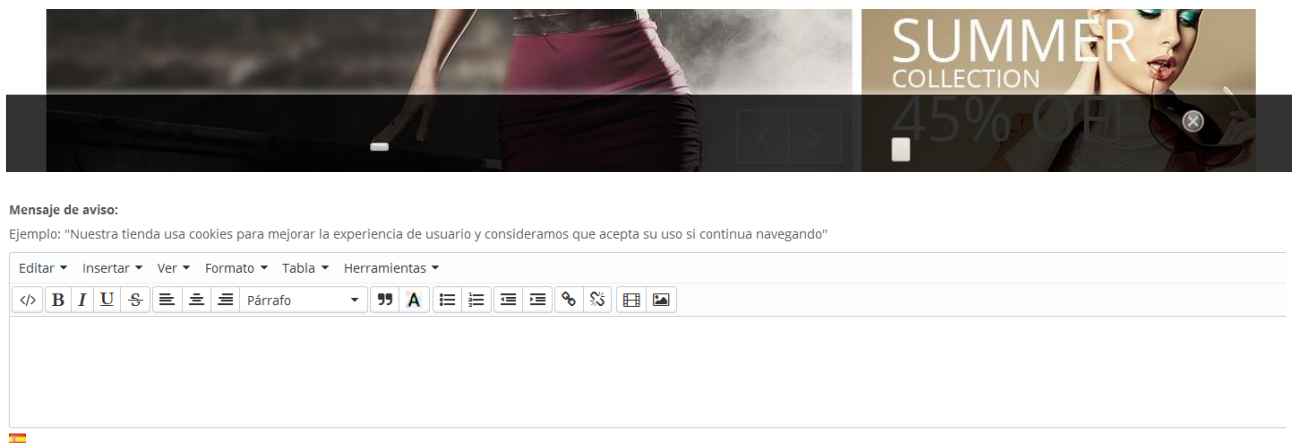 SUMMER
COLLECTION
45% OFF
Mensaje de aviso:
Ejemplo: "Nuestra tienda usa cookies para mejorar la experiencia de usuario y consideramos que acepta su uso si continua navegando"
Editar Insertar Ver Formato Tabla Herramientas
B I U S Párrafo A